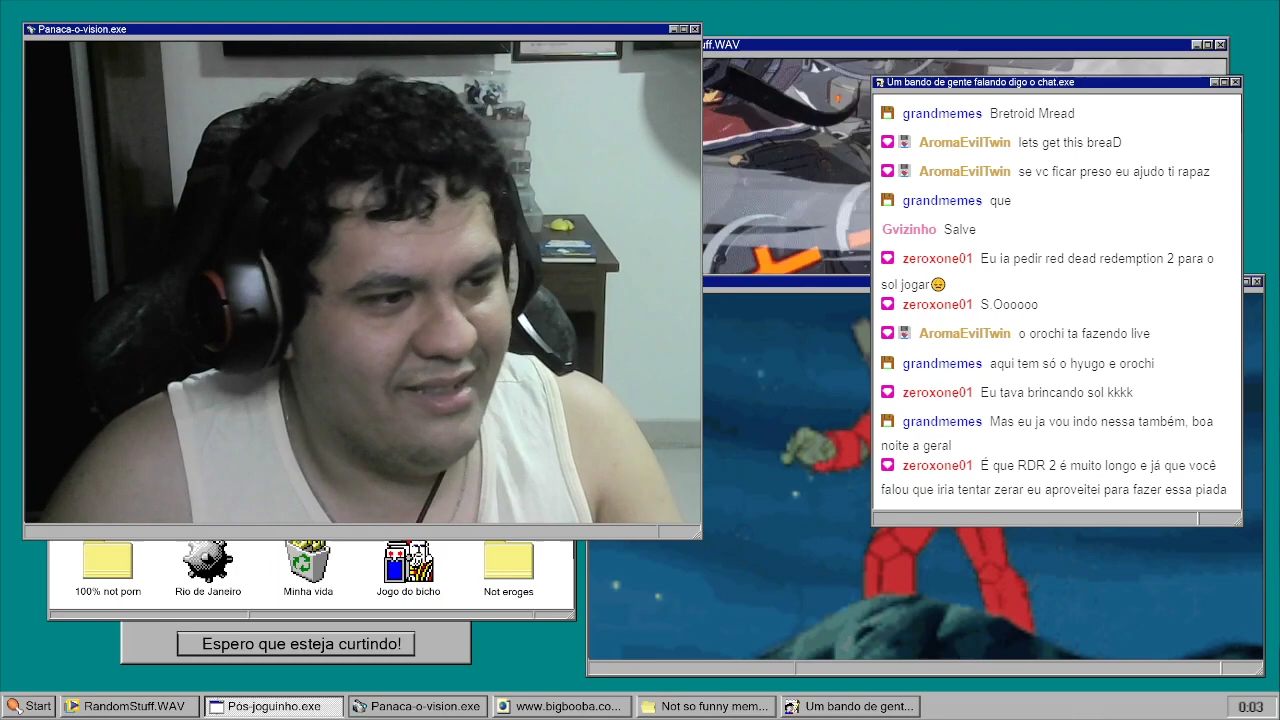 Panaca-o-vision.exe
uff.WAV
Um bando de gente falando digo o chat.exe
grandmemes Bretroid Mread
AromaEvilTwin lets get this breaD
AromaEvilTwin se vc ficar preso eu ajudo ti rapaz
grandmemes que
Gvizinho Salve
zeroxone01 Eu ia pedir red dead redemption 2 para o
sol jogar😞
zeroxone01 S.Oooooo
AromaEvilTwin o orochi ta fazendo live
grandmemes aqui tem só o hyugo e orochi
zeroxone01 Eu tava brincando sol kkkk
grandmemes Mas eu ja vou indo nessa também, boa
noite a geral
zeroxone01 É que RDR 2 é muito longo e já que você
falou que iria tentar zerar eu aproveitei para fazer essa piada
100% not porn
Rio de Janeiro
Minha vida
Jogo do bicho
Not eroges
Espero que esteja curtindo!
Start
randomStuff.WAV
Pos-joguinho.exe
Panaca-o-vision.exe
www.bigbooba.co...
Not so funny mem...
Um bando de gent...
0:03